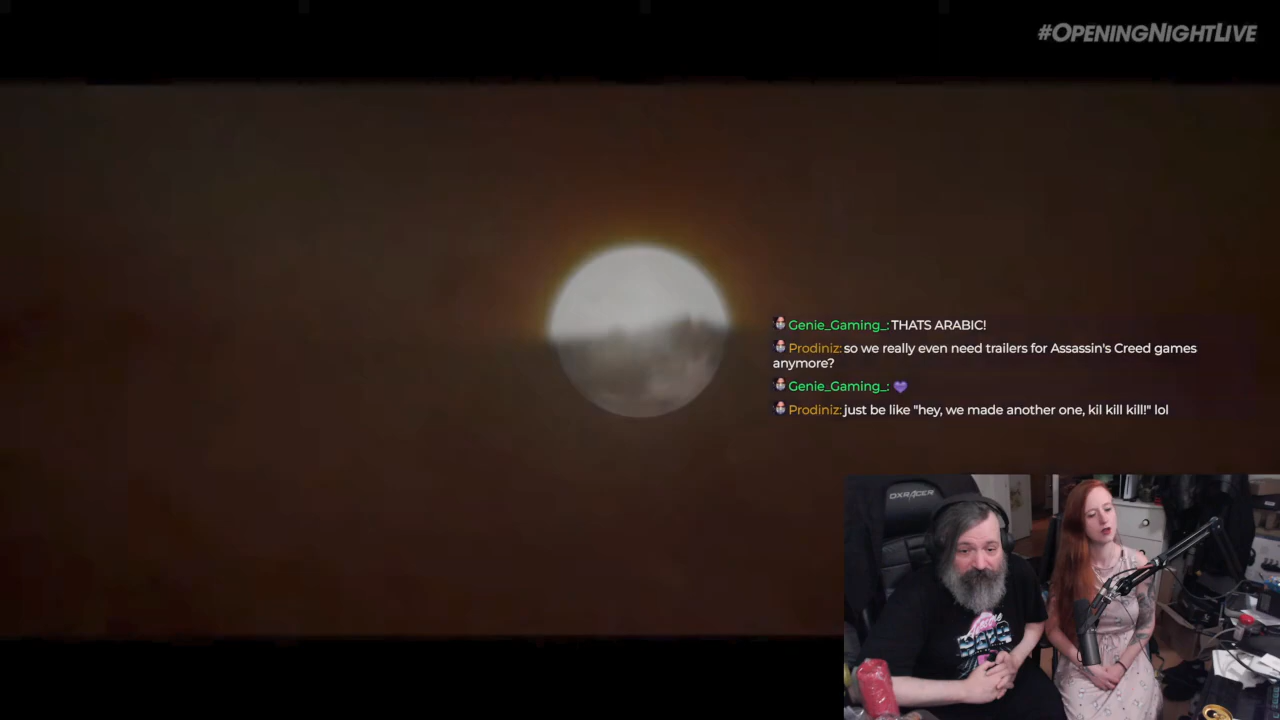 #OPENINGNIGHTLIVE
Genie_Gaming_: THATS ARABIC!
Prodiniz: so we really even need trailers for Assassin's Creed games
anymore?
Genie_Gaming_: 💜
Prodiniz: just be like "hey, we made another one, kil kill kill!" lol
OXRACER